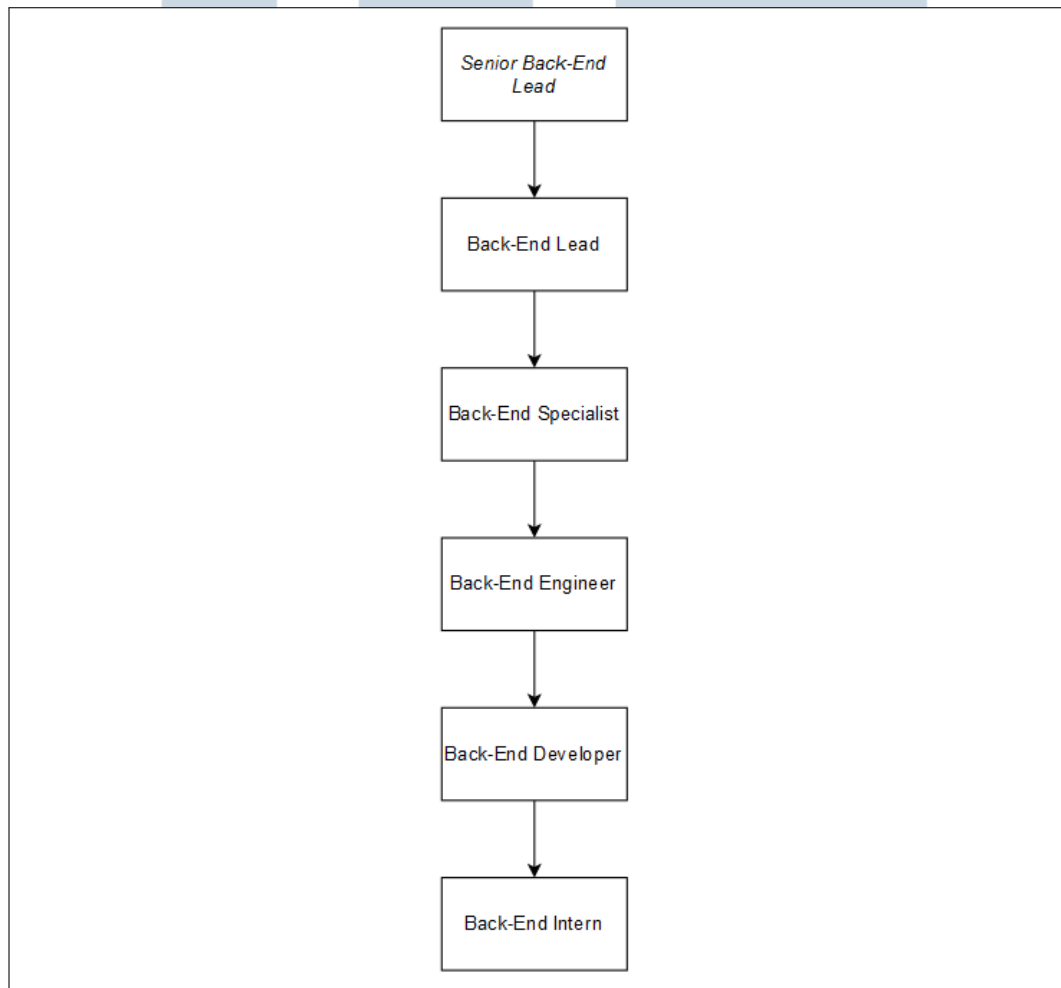 Senior Back-End
Lead
Back-End Lead
Back-End Specialist
Back-End Engineer
Back-End Developer
Back-End Intern